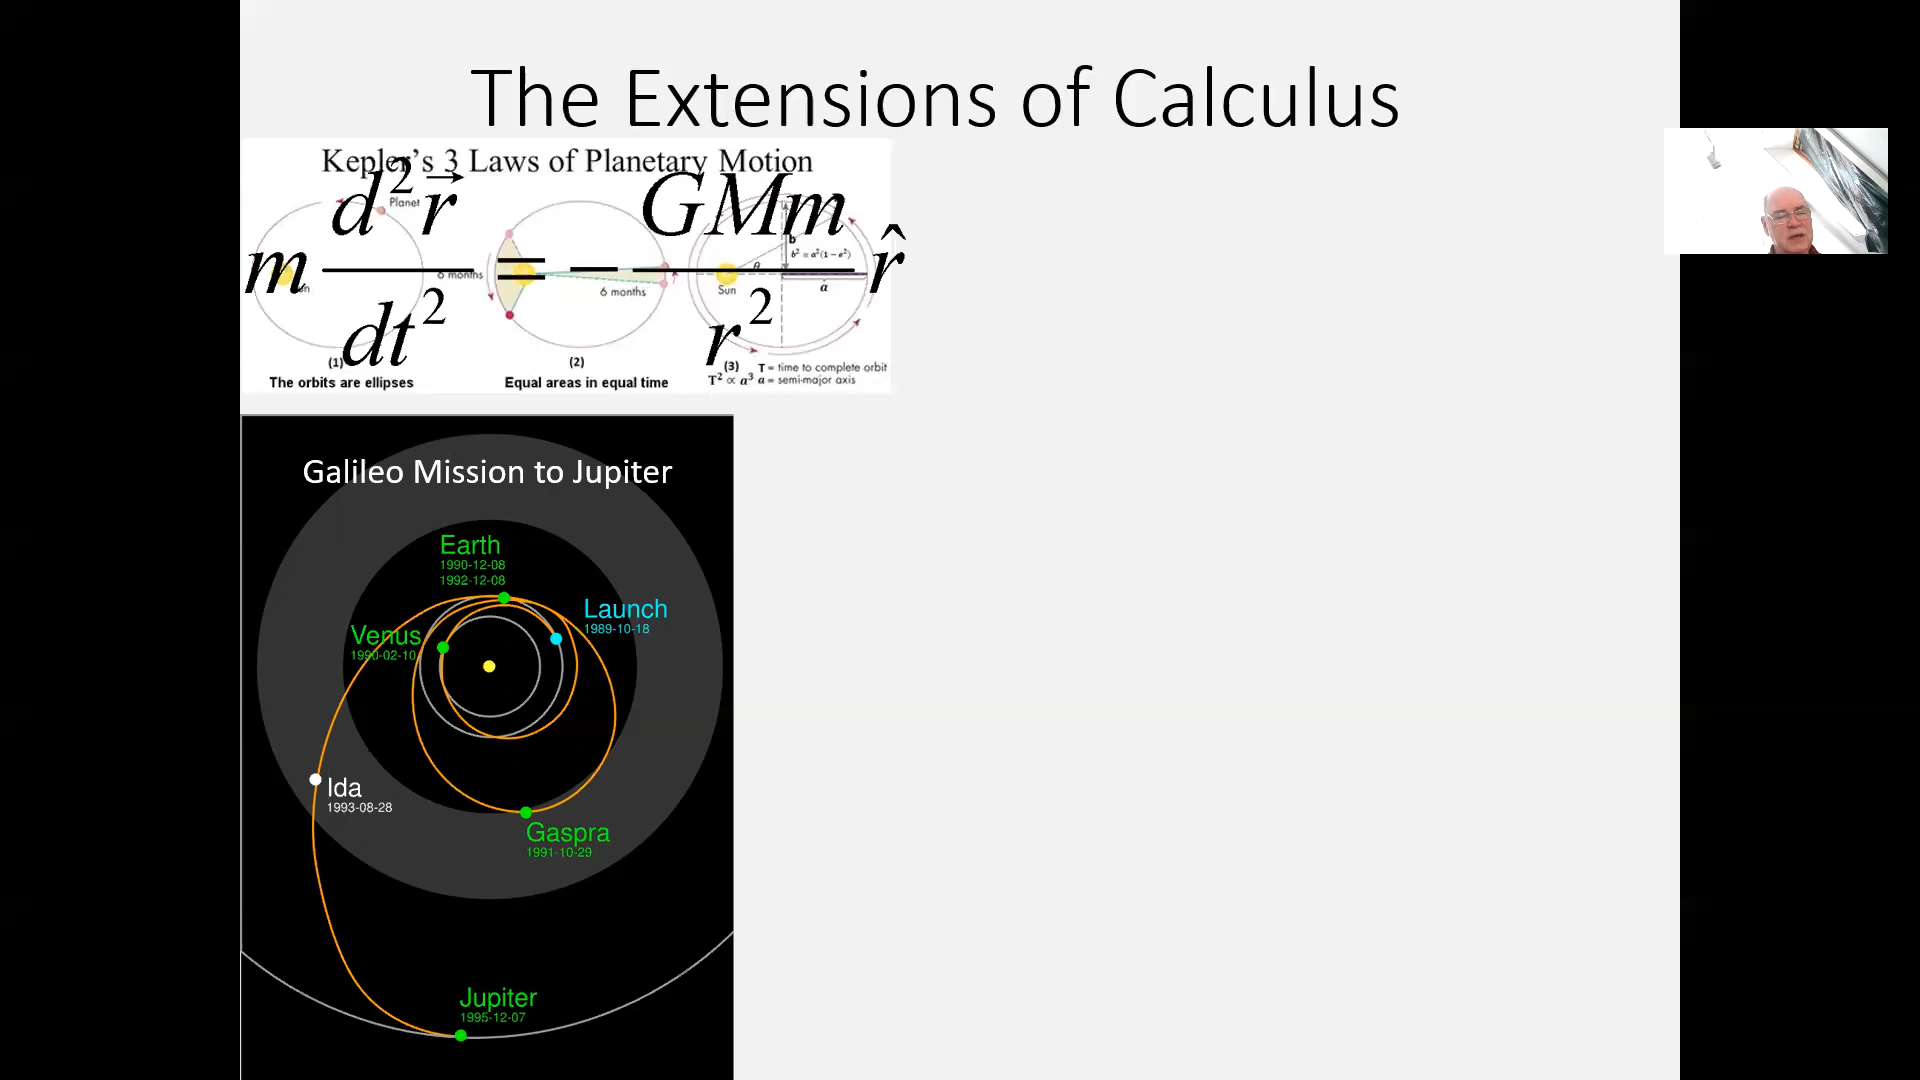 The Extensions of Calculus
Kepler's 3 Laws of Planetary Motion
m d²r⃗ / dt² = − GMm / r² r̂
Planet
6 months
6 months
Sun
θ
b
b² = a²(1 − e²)
a
(1)
The orbits are ellipses
(2)
Equal areas in equal time
(3) T = time to complete orbit
T² ∝ a³ a = semi-major axis
Galileo Mission to Jupiter
Earth
1990-12-08
1992-12-08
Launch
1989-10-18
Venus
1990-02-10
Ida
1993-08-28
Gaspra
1991-10-29
Jupiter
1995-12-07